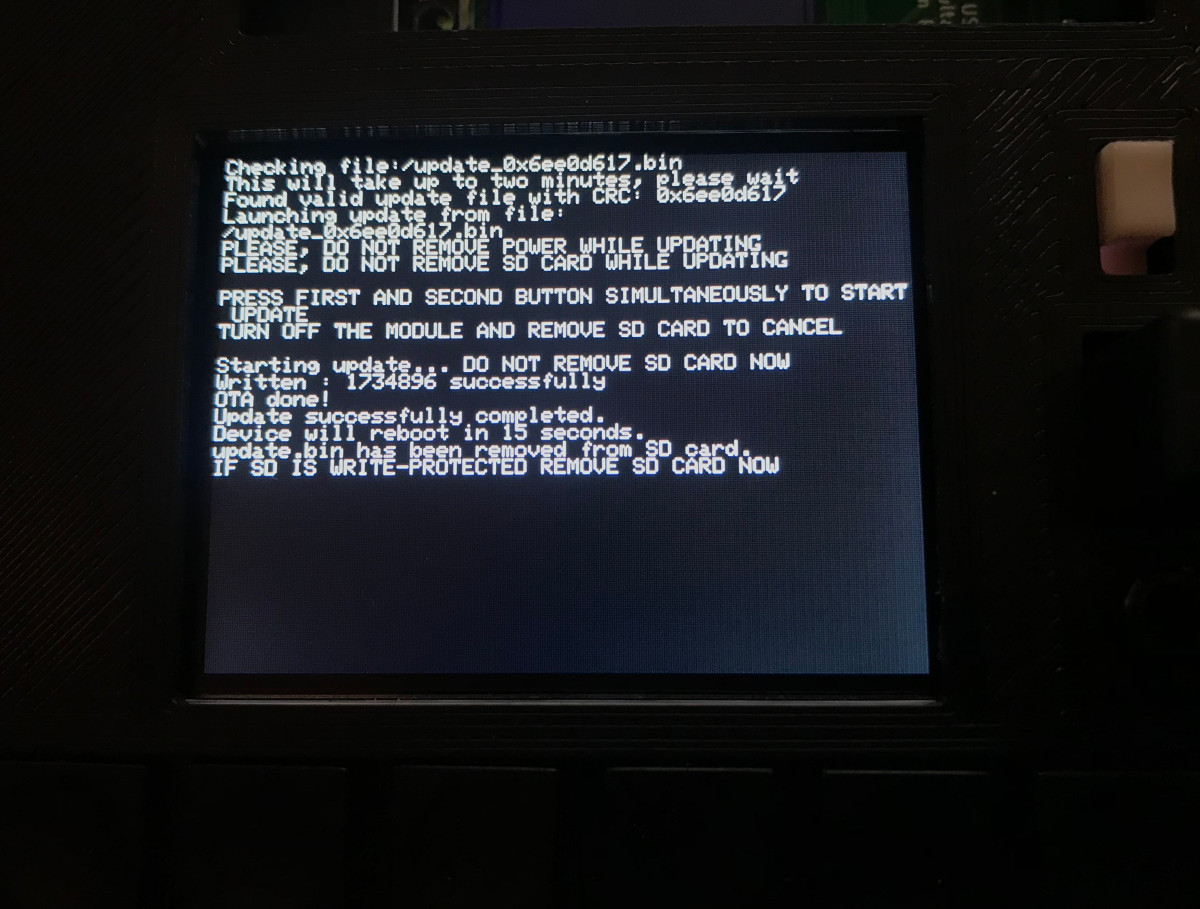 Checking file:/update_0x6ee0d617.bin
This will take up to two minutes, please wait
Found valid update file with CRC: 0x6ee0d617
Launching update from file:
/update_0x6ee0d617.bin
PLEASE, DO NOT REMOVE POWER WHILE UPDATING
PLEASE, DO NOT REMOVE SD CARD WHILE UPDATING
PRESS FIRST AND SECOND BUTTON SIMULTANEOUSLY TO START
UPDATE
TURN OFF THE MODULE AND REMOVE SD CARD TO CANCEL
Starting update... DO NOT REMOVE SD CARD NOW
Written : 1734896 successfully
OTA done!
Update successfully completed.
Device will reboot in 15 seconds.
update.bin has been removed from SD card.
IF SD IS WRITE-PROTECTED REMOVE SD CARD NOW